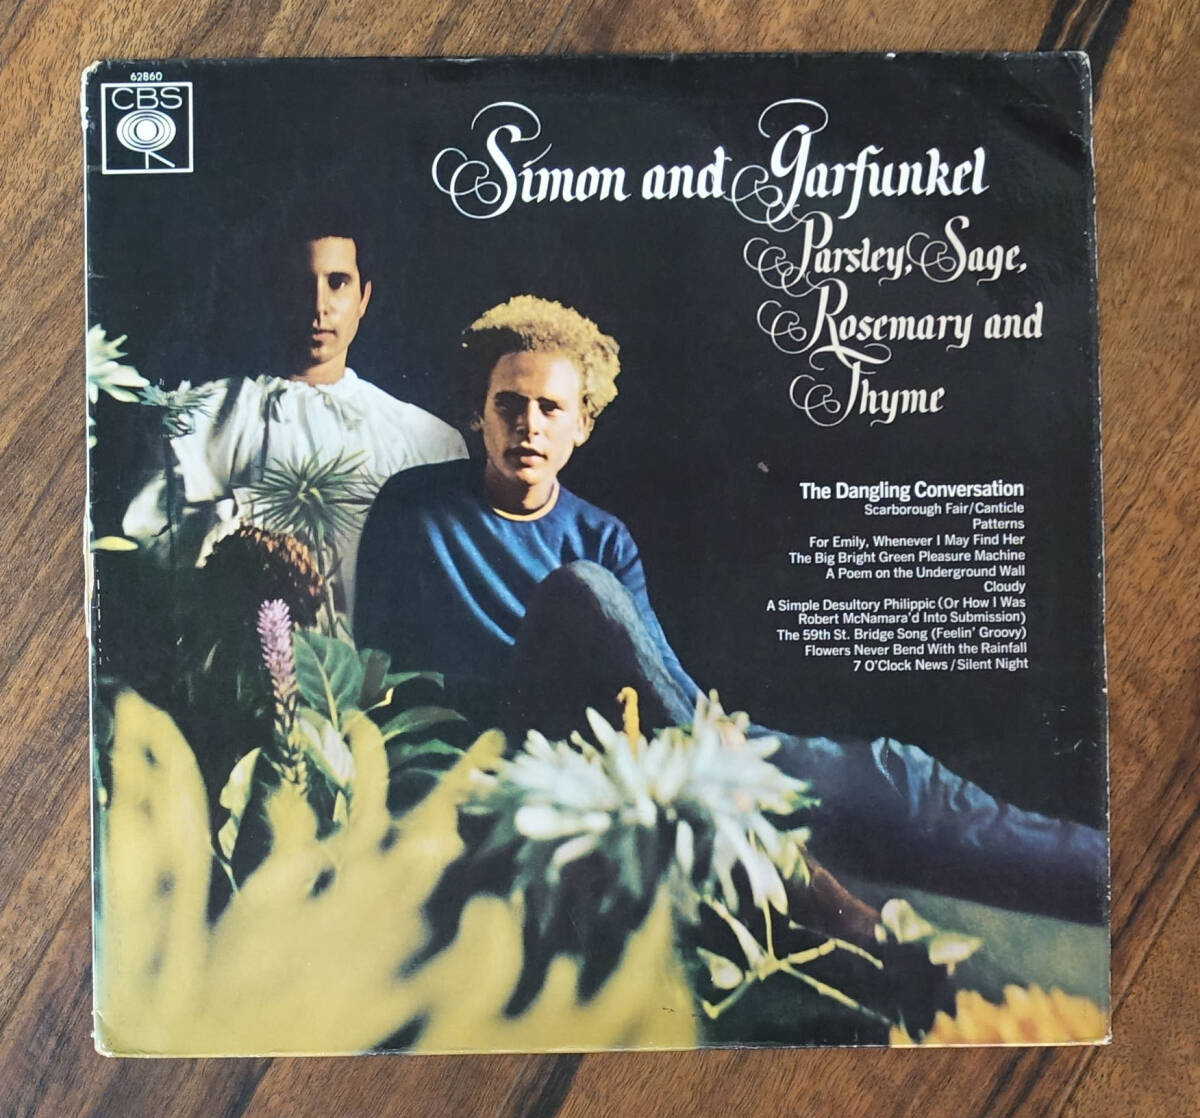 62860
CBS
Simon and Garfunkel
Parsley, Sage,
Rosemary and
Thyme
The Dangling Conversation
Scarborough Fair/Canticle
Patterns
For Emily, Whenever I May Find Her
The Big Bright Green Pleasure Machine
A Poem on the Underground Wall
Cloudy
A Simple Desultory Philippic (Or How I Was
Robert McNamara'd Into Submission)
The 59th St. Bridge Song (Feelin' Groovy)
Flowers Never Bend With the Rainfall
7 O'Clock News / Silent Night